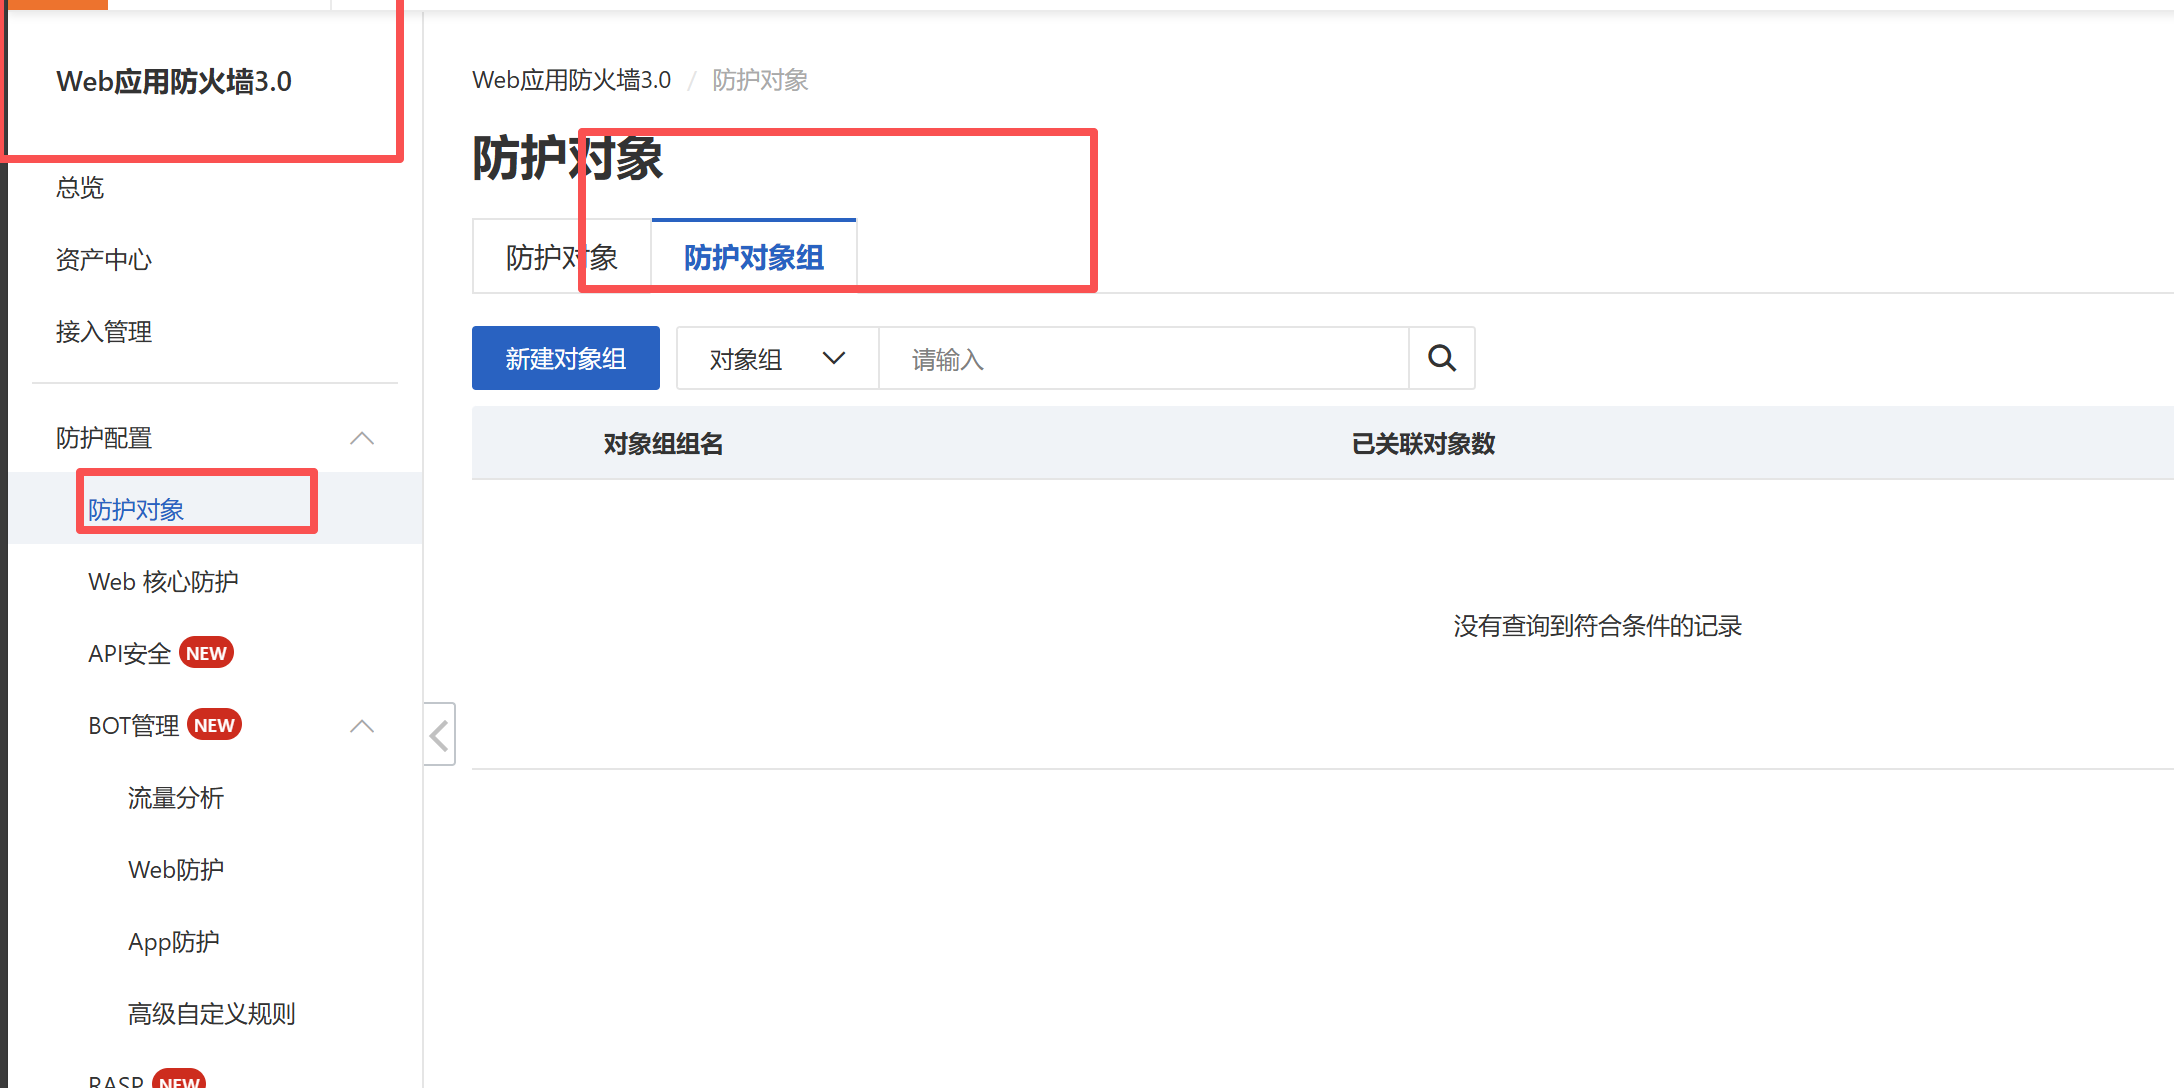 Web应用防火墙3.0
总览
资产中心
接入管理
防护配置
防护对象
Web 核心防护
API安全 NEW
BOT管理 NEW
流量分析
Web防护
App防护
高级自定义规则
RASP NEW
Web应用防火墙3.0 / 防护对象
防护对象
防护对象 防护对象组
新建对象组 对象组 请输入
对象组组名 已关联对象数
没有查询到符合条件的记录